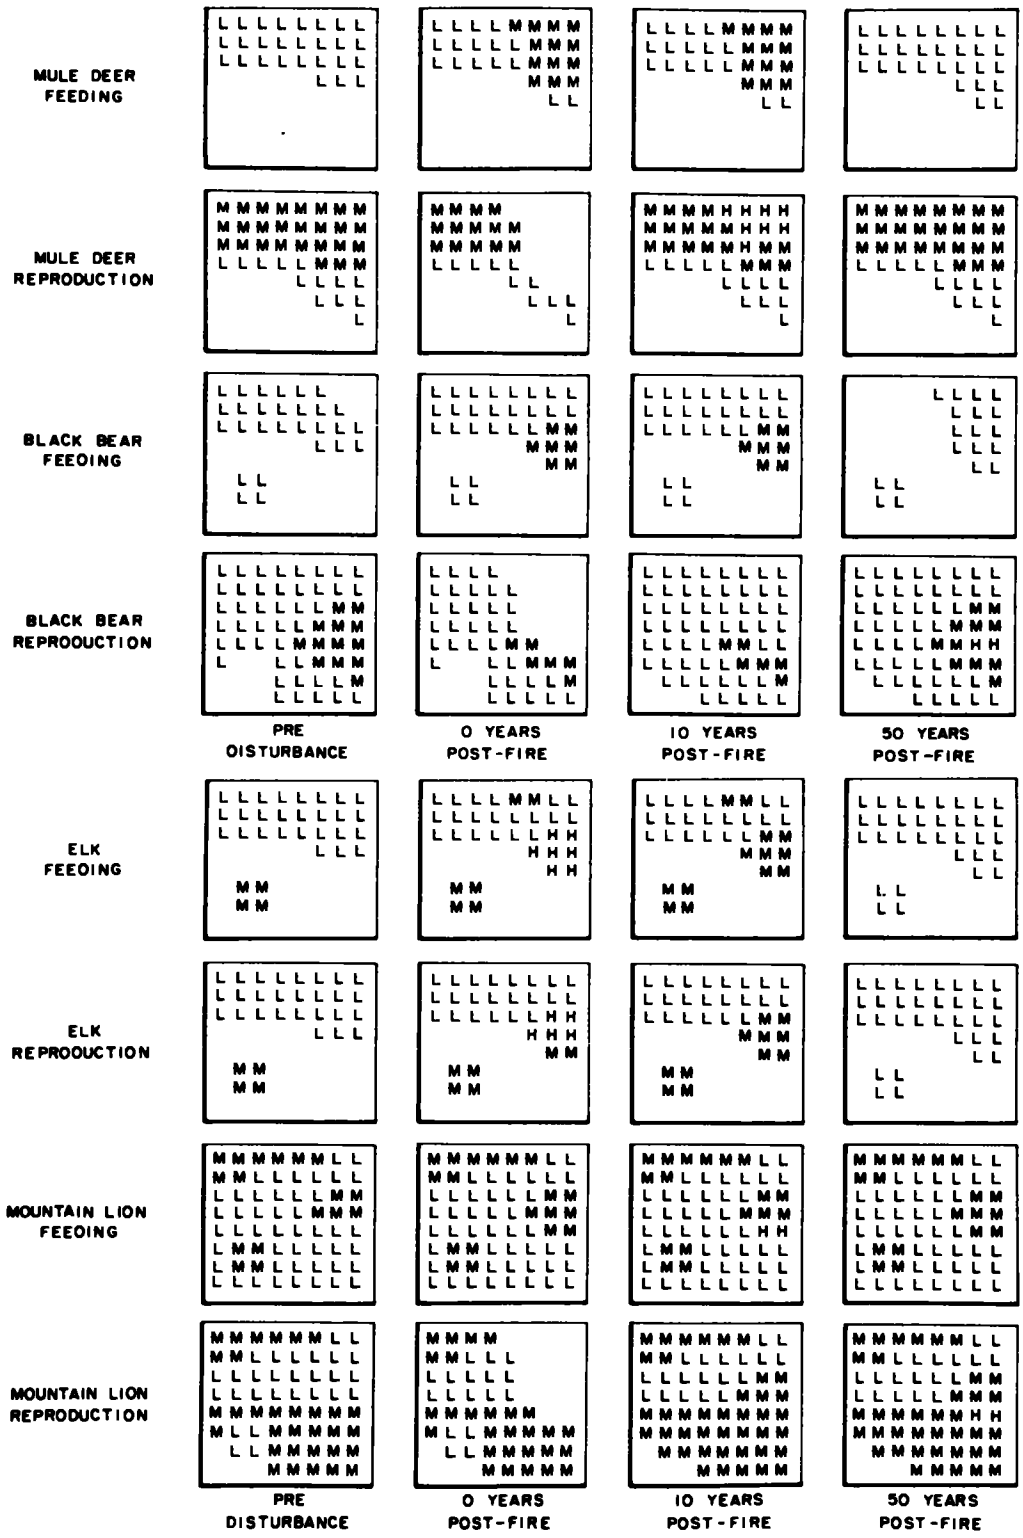 MULE DEER
FEEDING
L L L L L L L L
L L L L L L L L
L L L L L L L L
L L L
L L L L M M M M
L L L L L M M M
L L L L L M M M
M M M
L L
L L L L M M M M
L L L L L M M M
L L L L L M M M
M M M
L L
L L L L L L L L
L L L L L L L L
L L L L L L L L
L L L
L L
MULE DEER
REPRODUCTION
M M M M M M M M
M M M M M M M M
M M M M M M M M
L L L L L M M M
L L L L
L L L
L
M M M M
M M M M M
M M M M M
L L L L L
L L
L L L
L
M M M M H H H H
M M M M M H H H
M M M M M H M M
L L L L L M M M
L L L L
L L L
L
M M M M M M M M
M M M M M M M M
M M M M M M M M
L L L L L M M M
L L L L
L L L
L
BLACK BEAR
FEEDING
L L L L L L
L L L L L L L
L L L L L L L L
L L L
L L
L L
L L L L L L L L
L L L L L L L L
L L L L L L M M
M M M
M M
L L
L L
L L L L L L L L
L L L L L L L L
L L L L L L M M
M M M
M M
L L
L L
L L L L
L L L
L L L
L L L
L L
L L
L L
BLACK BEAR
REPRODUCTION
L L L L L L L L
L L L L L L L L
L L L L L L M M
L L L L L M M M
L L L L M M M M
L L L M M M
L L L L M
L L L L L
L L L L
L L L L L
L L L L L
L L L L L
L L L L M M
L L L M M M
L L L L M
L L L L L
L L L L L L L L
L L L L L L L L
L L L L L L L L
L L L L L L L L
L L L L M M L L
L L L L L M M M
L L L L L L M
L L L L L
L L L L L L L L
L L L L L L L L
L L L L L L M M
L L L L L M M M
L L L L M M H H
L L L L L M M M
L L L L L L M
L L L L L
PRE
DISTURBANCE
0 YEARS
POST-FIRE
10 YEARS
POST-FIRE
50 YEARS
POST-FIRE
ELK
FEEDING
L L L L L L L L
L L L L L L L L
L L L L L L L L
L L L
M M
M M
L L L L M M L L
L L L L L L L L
L L L L L L H H
H H H
H H
M M
M M
L L L L M M L L
L L L L L L L L
L L L L L L M M
M M M
M M
M M
M M
L L L L L L L L
L L L L L L L L
L L L L L L L L
L L L
L L
L L
L L
ELK
REPRODUCTION
L L L L L L L L
L L L L L L L L
L L L L L L L L
L L L
M M
M M
L L L L L L L L
L L L L L L L L
L L L L L L H H
H H H
M M
M M
M M
L L L L L L L L
L L L L L L L L
L L L L L L M M
M M M
M M
M M
M M
L L L L L L L L
L L L L L L L L
L L L L L L L L
L L L
L L
L L
L L
MOUNTAIN LION
FEEDING
M M M M M M L L
M M L L L L L L
L L L L L L M M
L L L L L M M M
L L L L L L L L
L M M L L L L L
L M M L L L L L
L L L L L L L L
M M M M M M L L
M M L L L L L L
L L L L L L M M
L L L L L M M M
L L L L L L M M
L M M L L L L L
L M M L L L L L
L L L L L L L L
M M M M M M L L
M M L L L L L L
L L L L L L M M
L L L L L M M M
L L L L L L H H
L M M L L L L L
L M M L L L L L
L L L L L L L L
M M M M M M L L
M M L L L L L L
L L L L L L M M
L L L L L M M M
L L L L L L M M
L M M L L L L L
L M M L L L L L
L L L L L L L L
MOUNTAIN LION
REPRODUCTION
M M M M M M L L
M M L L L L L L
L L L L L L L L
L L L L L L L L
M M M M M M M M
M L L M M M M M
L L M M M M M
M M M M M
M M M M
M M L L L
L L L L L
L L L L L
M M M M M M
M L L M M M M M
L L M M M M M
M M M M M
M M M M M M L L
M M L L L L L L
L L L L L L M M
L L L L L M M M
M M M M M M M M
M M M M M M M M
M M M M M M M
M M M M M
M M M M M M L L
M M L L L L L L
L L L L L L M M
L L L L L M M M
M M M M M M H H
M M M M M M M M
M M M M M M M
M M M M M
PRE
DISTURBANCE
0 YEARS
POST-FIRE
10 YEARS
POST-FIRE
50 YEARS
POST-FIRE